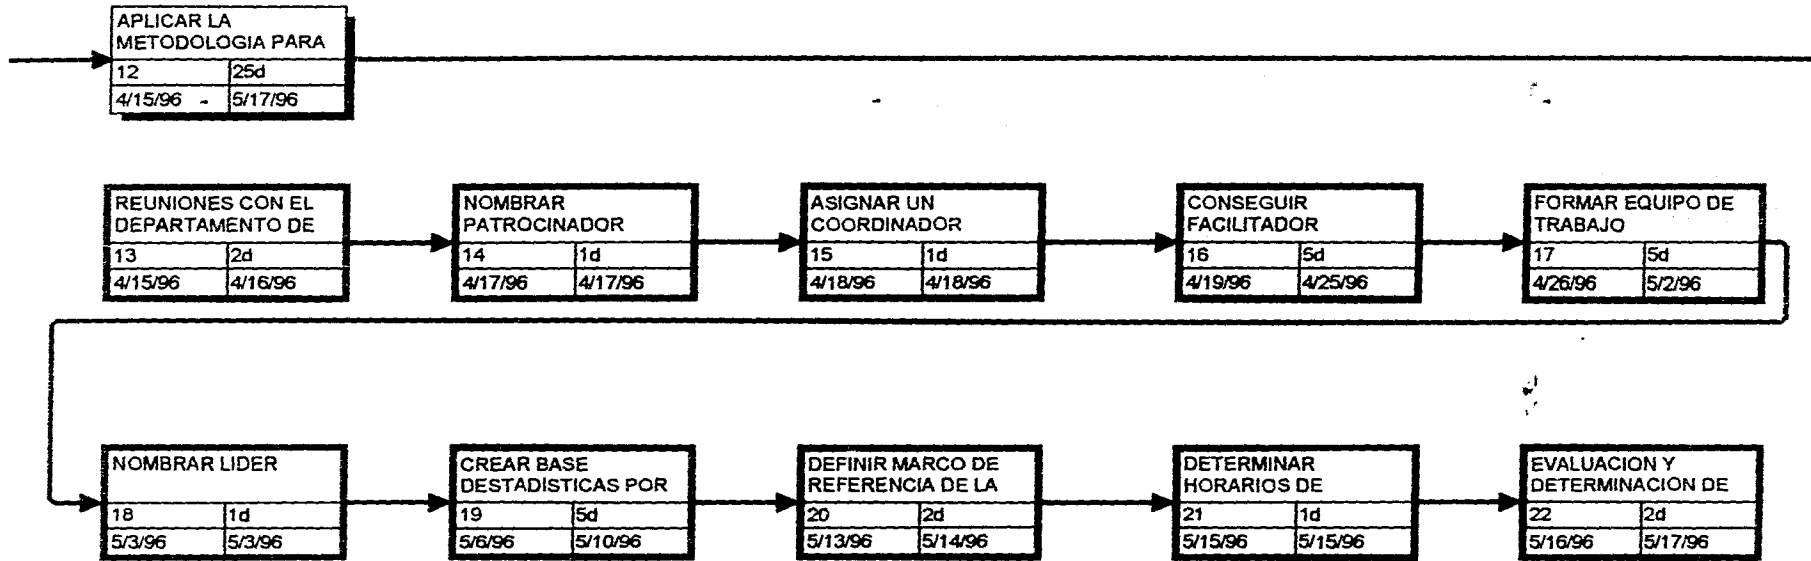 APLICAR LA
METODOLOGIA PARA
12 25d
4/15/96 5/17/96
REUNIONES CON EL
DEPARTAMENTO DE
13 2d
4/15/96 4/16/96
NOMBRAR
PATROCINADOR
14 1d
4/17/96 4/17/96
ASIGNAR UN
COORDINADOR
15 1d
4/18/96 4/18/96
CONSEGUIR
FACILITADOR
16 5d
4/19/96 4/25/96
FORMAR EQUIPO DE
TRABAJO
17 5d
4/26/96 5/2/96
NOMBRAR LIDER
18 1d
5/3/96 5/3/96
CREAR BASE
DESTADISTICAS POR
19 5d
5/6/96 5/10/96
DEFINIR MARCO DE
REFERENCIA DE LA
20 2d
5/13/96 5/14/96
DETERMINAR
HORARIOS DE
21 1d
5/15/96 5/15/96
EVALUACION Y
DETERMINACION DE
22 2d
5/16/96 5/17/96